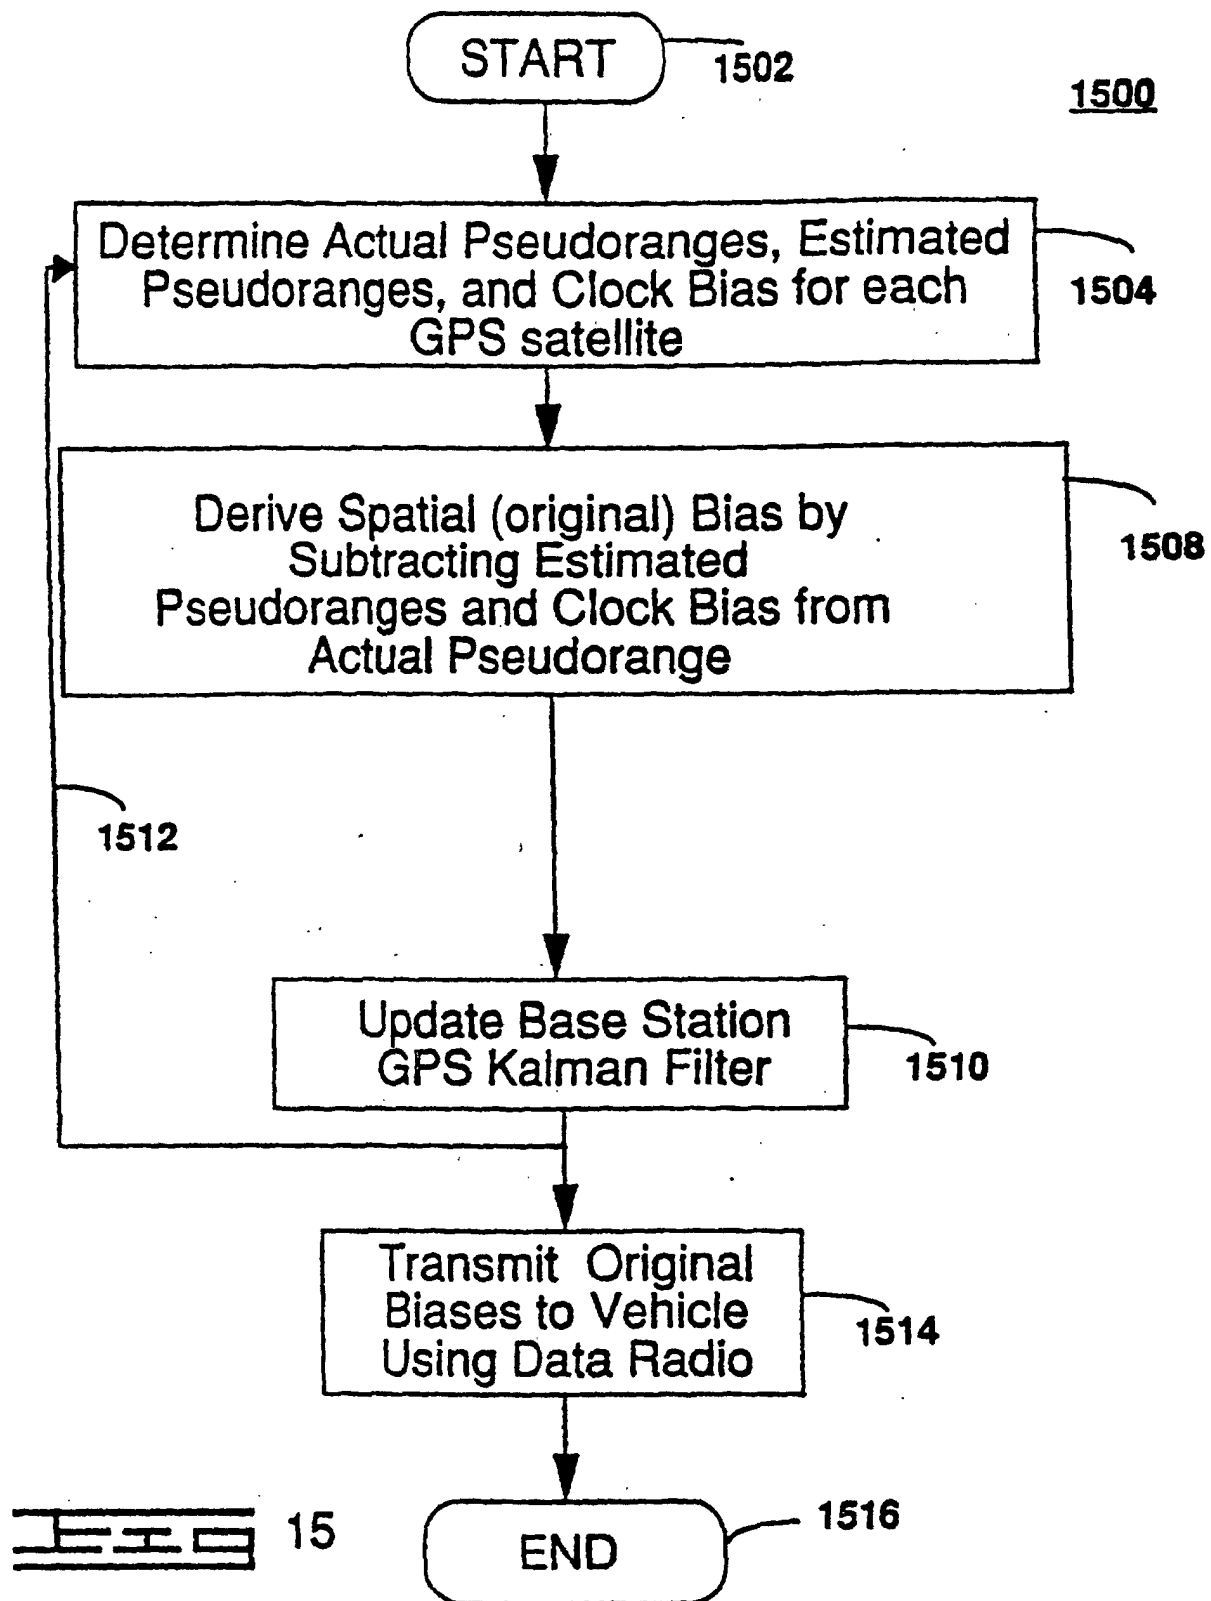 START
1502
1500
Determine Actual Pseudoranges, Estimated
Pseudoranges, and Clock Bias for each
GPS satellite
1504
Derive Spatial (original) Bias by
Subtracting Estimated
Pseudoranges and Clock Bias from
Actual Pseudorange
1508
1512
Update Base Station
GPS Kalman Filter
1510
Transmit Original
Biases to Vehicle
Using Data Radio
1514
END
1516
FIG 15